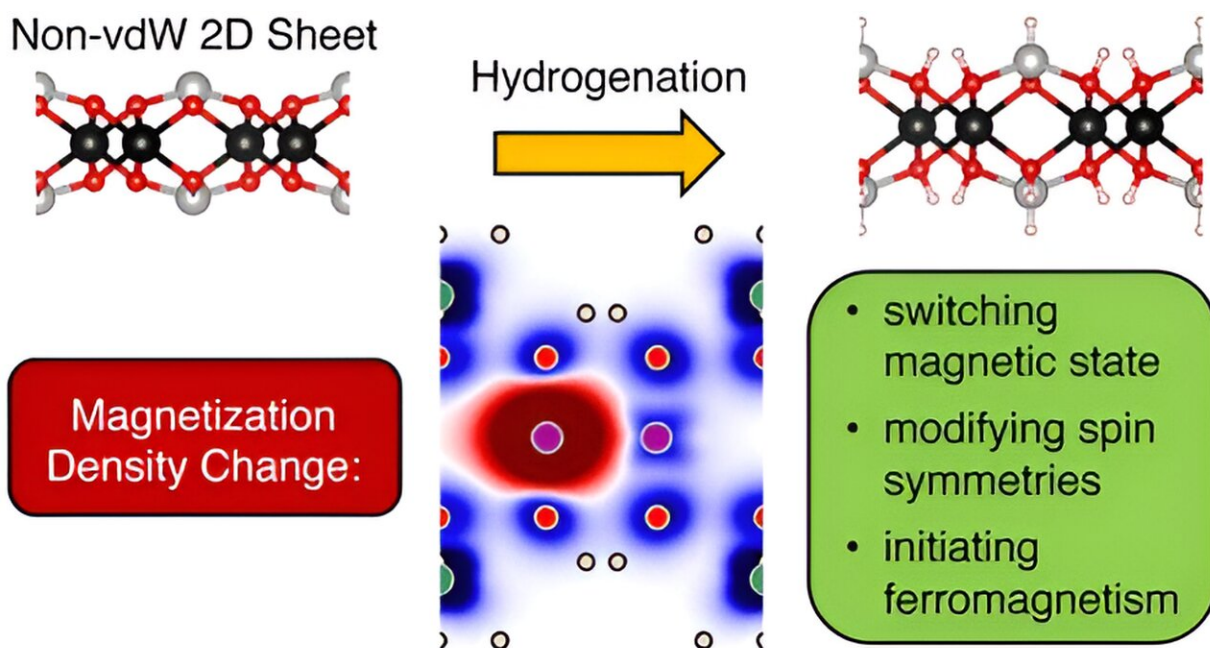 Non-vdW 2D Sheet
Hydrogenation
Magnetization
Density Change:
• switching
magnetic state
• modifying spin
symmetries
• initiating
ferromagnetism